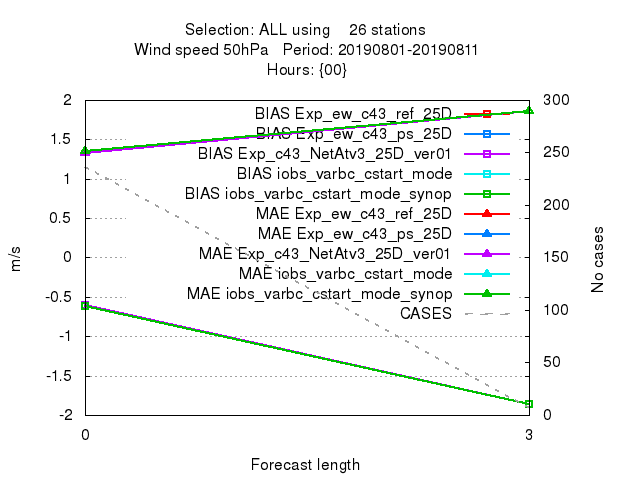 Selection: ALL using 26 stations
Wind speed 50hPa Period: 20190801-20190811
Hours: {00}
2
1.5
1
0.5
0
-0.5
-1
-1.5
-2
m/s
BIAS Exp_ew_c43_ref_25D
BIAS Exp_ew_c43_ps_25D
BIAS Exp_c43_NetAtv3_25D_ver01
BIAS iobs_varbc_cstart_mode
BIAS iobs_varbc_cstart_mode_synop
MAE Exp_ew_c43_ref_25D
MAE Exp_ew_c43_ps_25D
MAE Exp_c43_NetAtv3_25D_ver01
MAE iobs_varbc_cstart_mode
MAE iobs_varbc_cstart_mode_synop
CASES
300
250
200
150
100
50
0
No cases
0 3
Forecast length